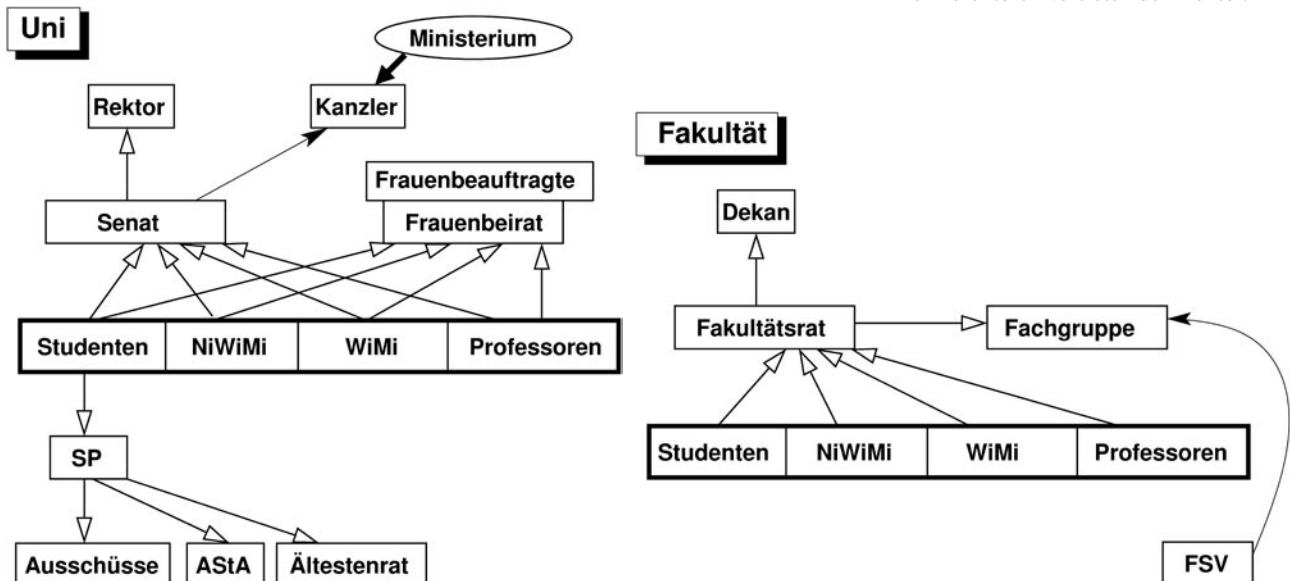 Uni
Ministerium
Rektor
Kanzler
Frauenbeauftragte
Senat
Frauenbeirat
Studenten NiWiMi WiMi Professoren
SP
Ausschüsse AStA Ältestenrat
Fakultät
Dekan
Fakultätsrat Fachgruppe
Studenten NiWiMi WiMi Professoren
FSV